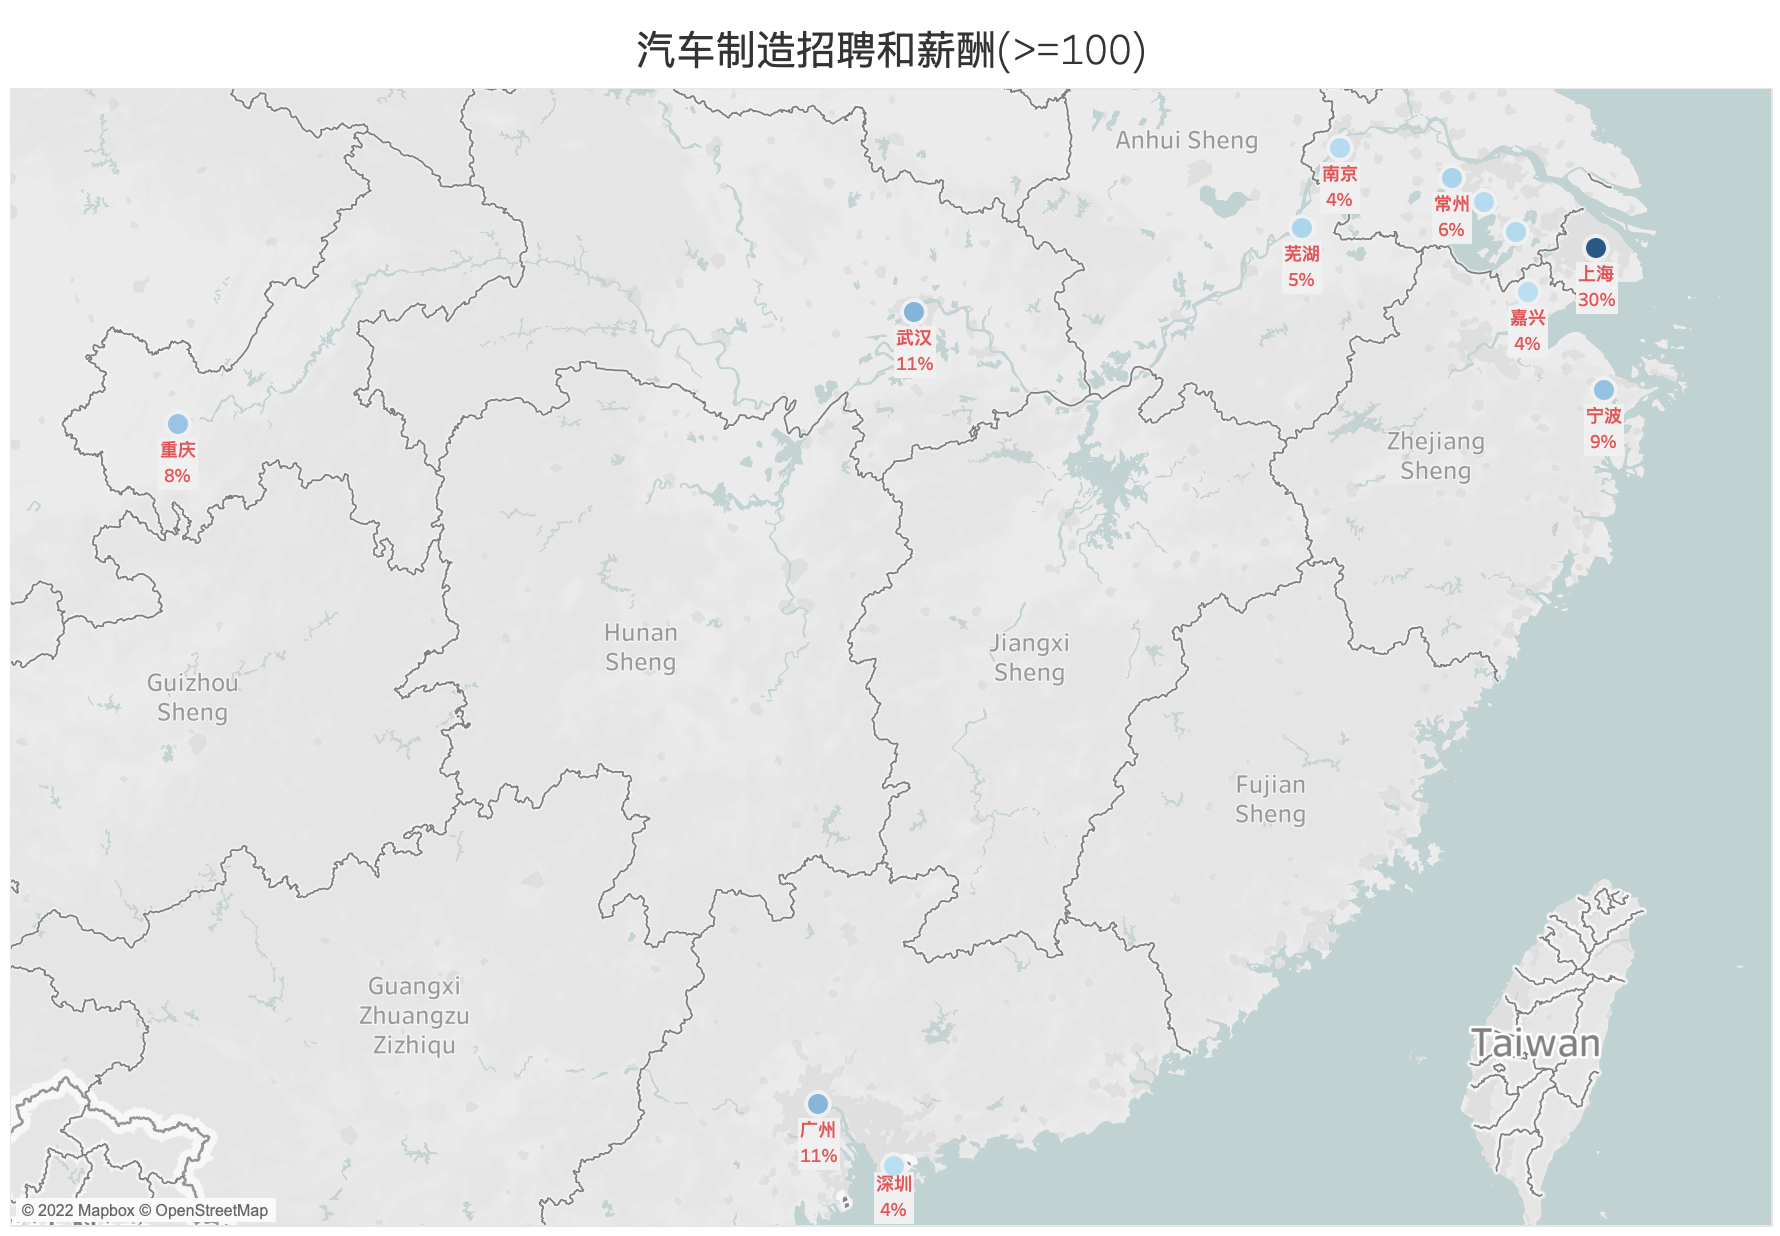 汽车制造招聘和薪酬(>=100)
Anhui Sheng
南京
4%
常州
6%
芜湖
5%
上海
30%
嘉兴
4%
武汉
11%
宁波
9%
重庆
8%
Zhejiang
Sheng
Hunan
Sheng
Jiangxi
Sheng
Guizhou
Sheng
Fujian
Sheng
Guangxi
Zhuangzu
Zizhiqu
Taiwan
广州
11%
深圳
4%
© 2022 Mapbox © OpenStreetMap